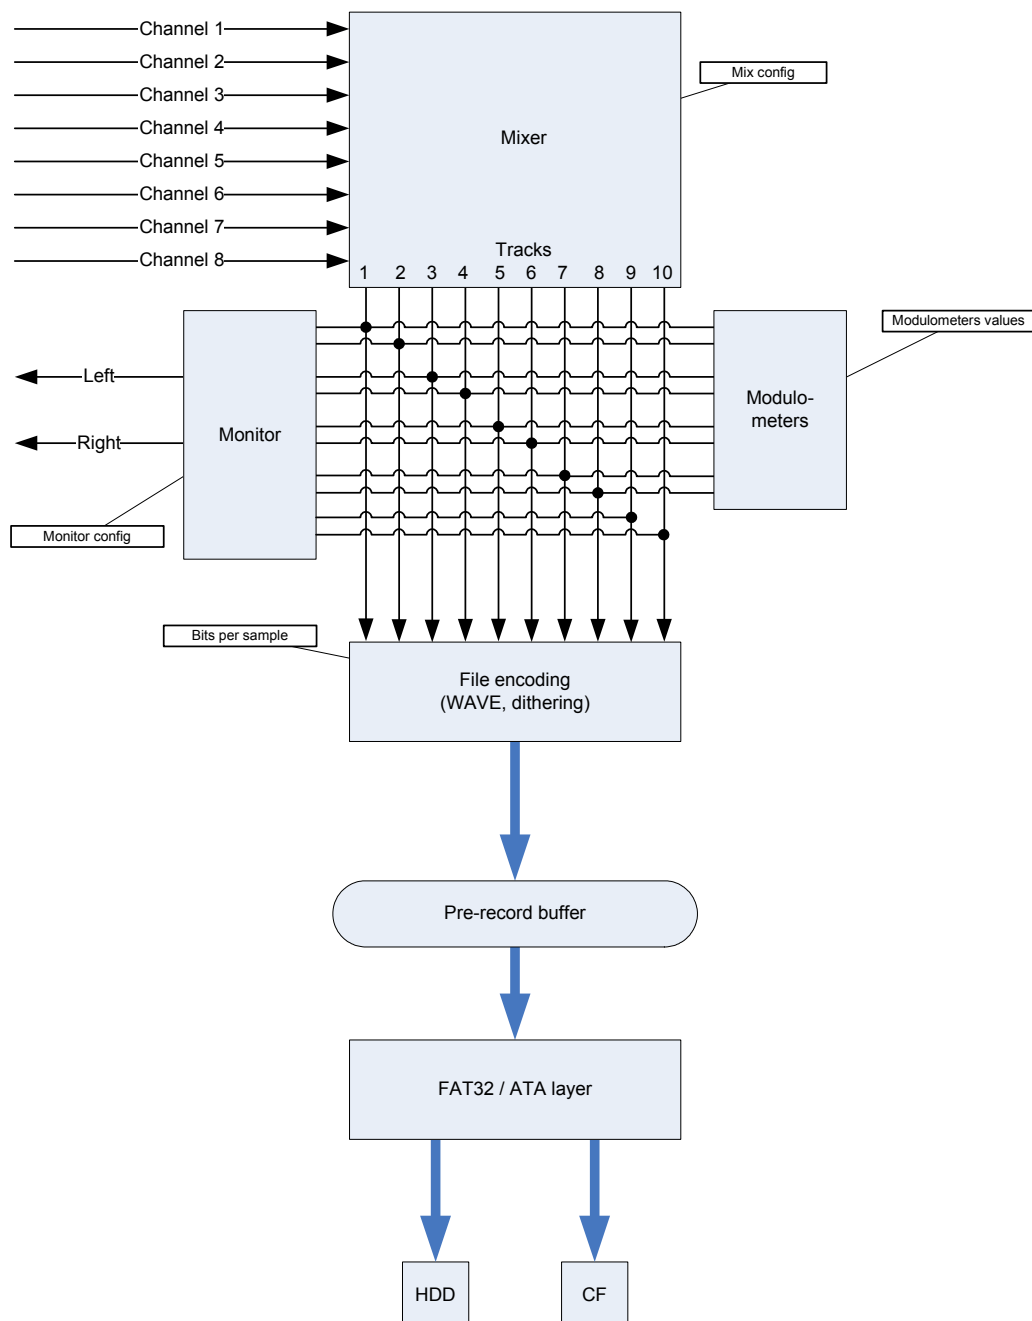 Channel 1
Channel 2
Channel 3
Channel 4
Channel 5
Channel 6
Channel 7
Channel 8
Mix config
Mixer
Tracks
1 2 3 4 5 6 7 8 9 10
Modulometers values
Left
Right
Monitor
Modulo-
meters
Monitor config
Bits per sample
File encoding
(WAVE, dithering)
Pre-record buffer
FAT32 / ATA layer
HDD
CF